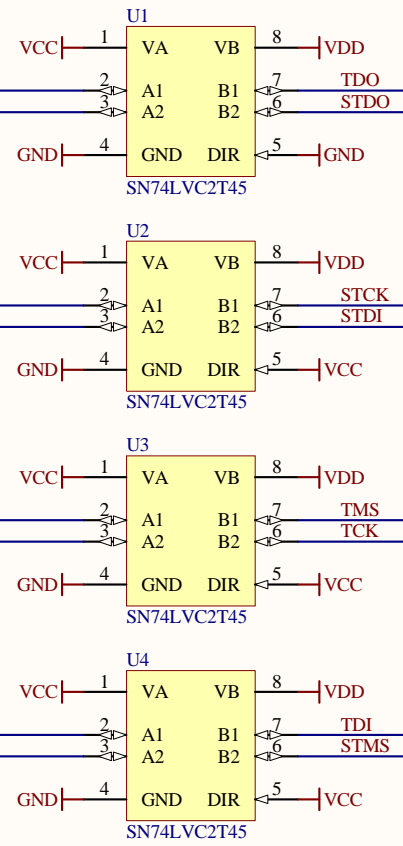 U1
1 8
VCC VA VB VDD
2 7 TDO
A1 B1
3 6 STDO
A2 B2
4 5
GND GND DIR GND
SN74LVC2T45
U2
1 8
VCC VA VB VDD
2 7 STCK
A1 B1
3 6 STDI
A2 B2
4 5
GND GND DIR VCC
SN74LVC2T45
U3
1 8
VCC VA VB VDD
2 7 TMS
A1 B1
3 6 TCK
A2 B2
4 5
GND GND DIR VCC
SN74LVC2T45
U4
1 8
VCC VA VB VDD
2 7 TDI
A1 B1
3 6 STMS
A2 B2
4 5
GND GND DIR VCC
SN74LVC2T45